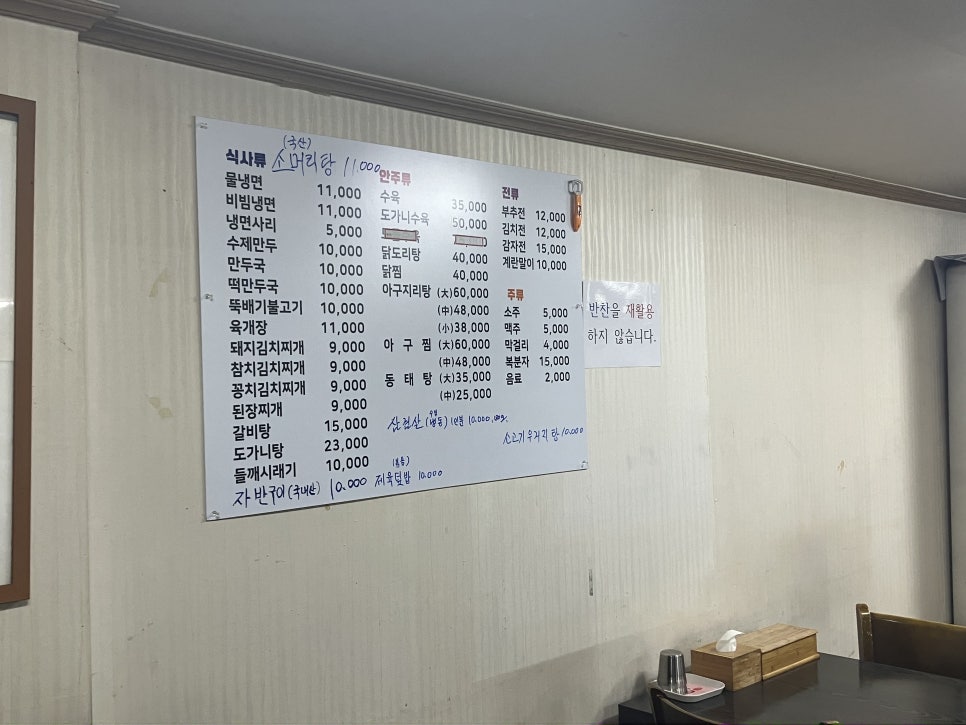 (국산)
식사류 소머리탕 11.000
물냉면 11,000
비빔냉면 11,000
냉면사리 5,000
수제만두 10,000
만두국 10,000
떡만두국 10,000
뚝배기불고기 10,000
육개장 11,000
돼지김치찌개 9,000
참치김치찌개 9,000
꽁치김치찌개 9,000
된장찌개 9,000
갈비탕 15,000
도가니탕 23,000
들깨시래기 10,000
자반구이(국내산) 10.000
제육덮밥 10.000
안주류
수육 35,000
도가니수육 50,000
닭도리탕 40,000
닭찜 40,000
아구지리탕 (大)60,000
(中)48,000
(小)38,000
아구찜 (大)60,000
(中)48,000
동태탕 (大)35,000
(中)25,000
1인분 10.000
전류
부추전 12,000
김치전 12,000
감자전 15,000
계란말이 10,000
주류
소주 5,000
맥주 5,000
막걸리 4,000
복분자 15,000
음료 2,000
소고기우거지탕 10.000
반찬을 재활용
하지 않습니다.